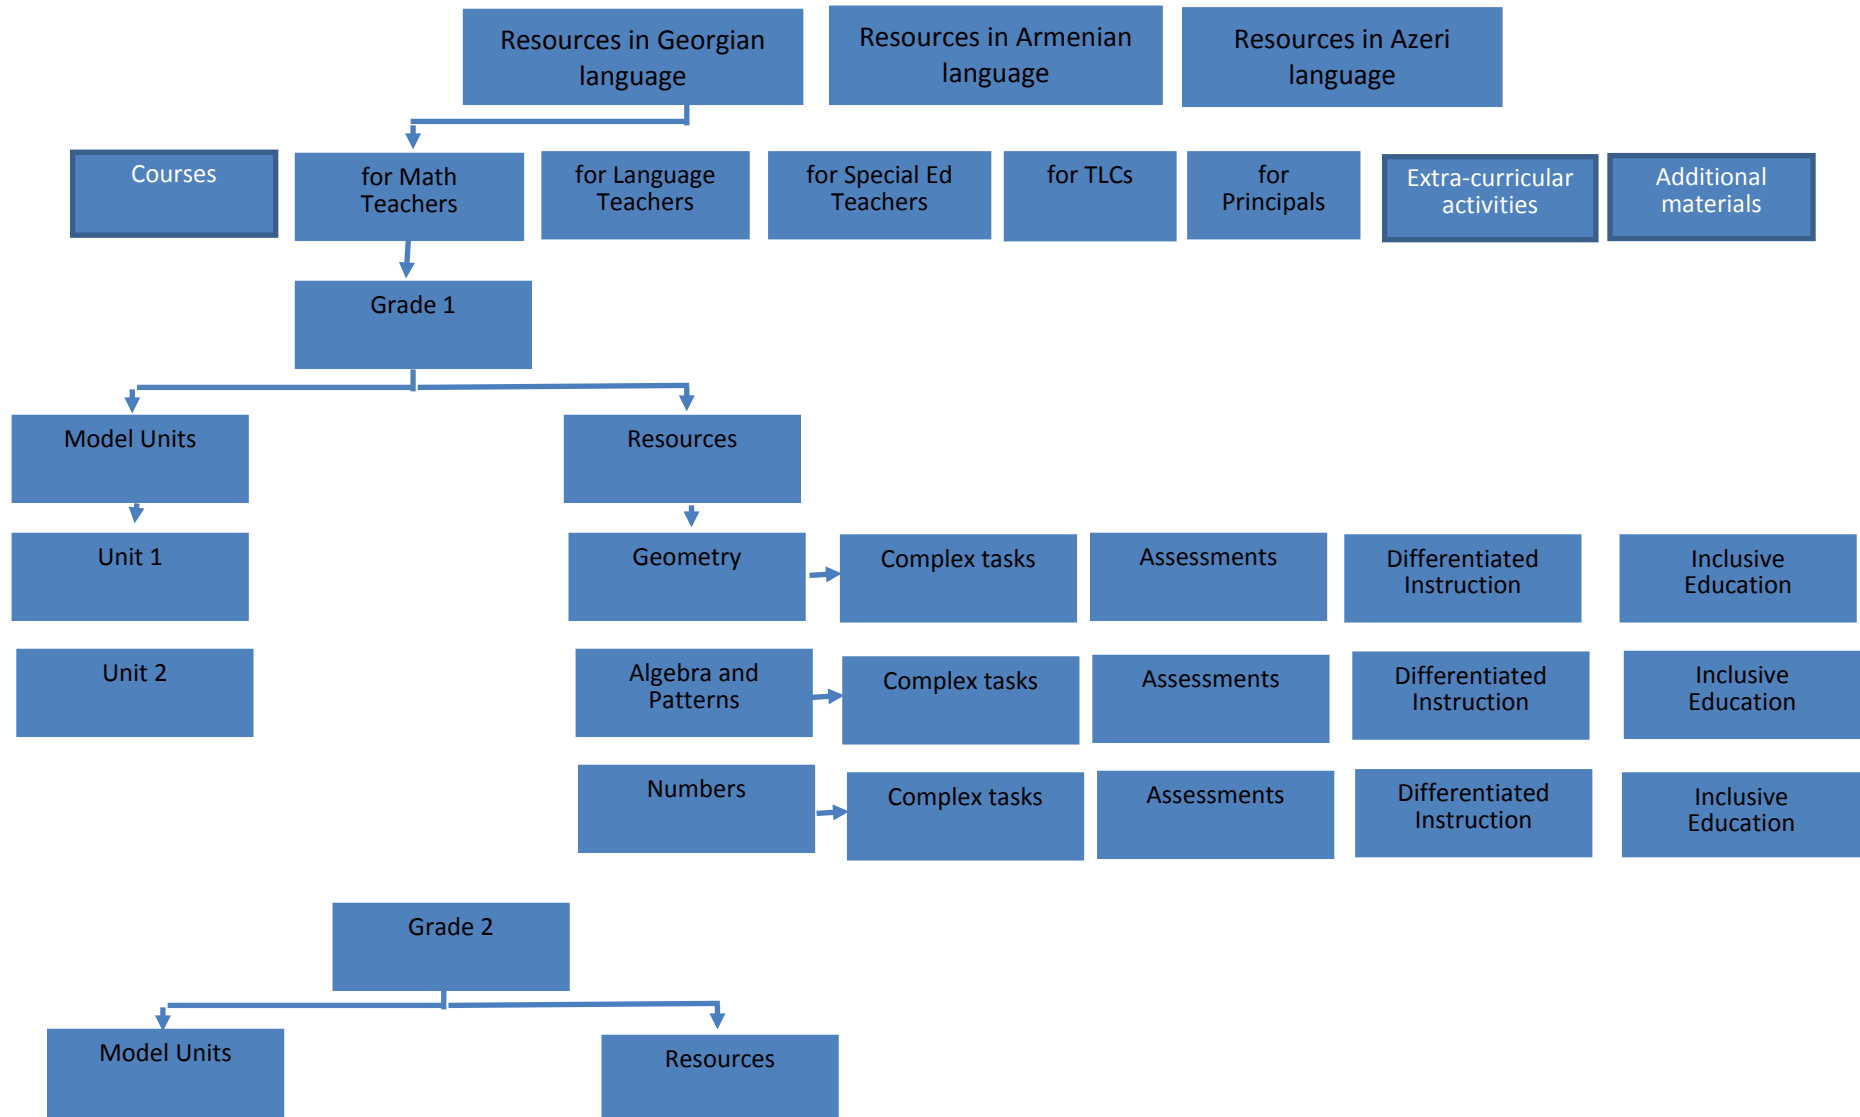 Resources in Georgian
language
Resources in Armenian
language
Resources in Azeri
language
Courses
for Math
Teachers
for Language
Teachers
for Special Ed
Teachers
for TLCs
for
Principals
Extra-curricular
activities
Additional
materials
Grade 1
Model Units
Resources
Unit 1
Geometry
Complex tasks
Assessments
Differentiated
Instruction
Inclusive
Education
Unit 2
Algebra and
Patterns
Complex tasks
Assessments
Differentiated
Instruction
Inclusive
Education
Numbers
Complex tasks
Assessments
Differentiated
Instruction
Inclusive
Education
Grade 2
Model Units
Resources